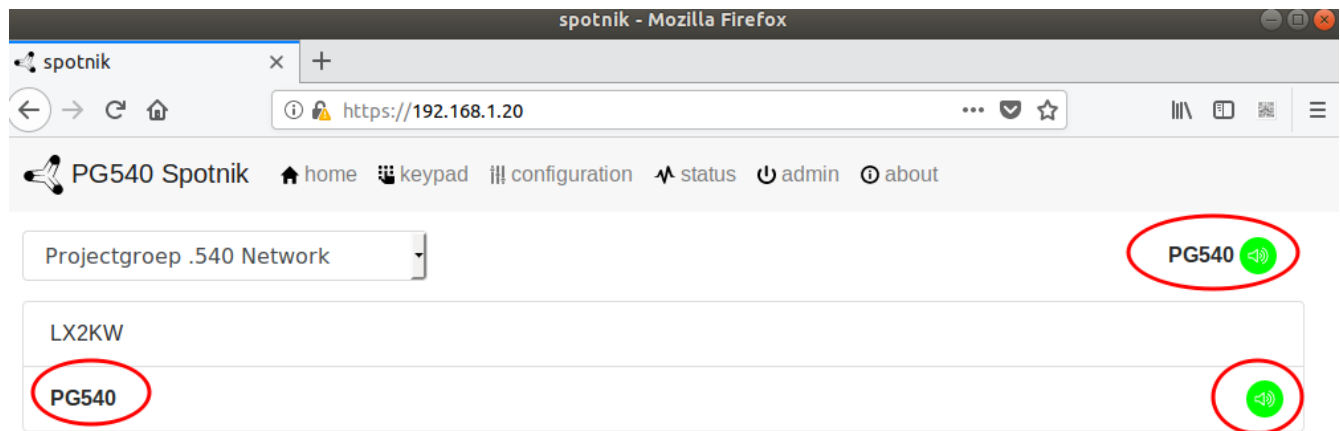 spotnik - Mozilla Firefox
spotnik
https://192.168.1.20
PG540 Spotnik home keypad configuration status admin about
Projectgroep .540 Network PG540
LX2KW
PG540